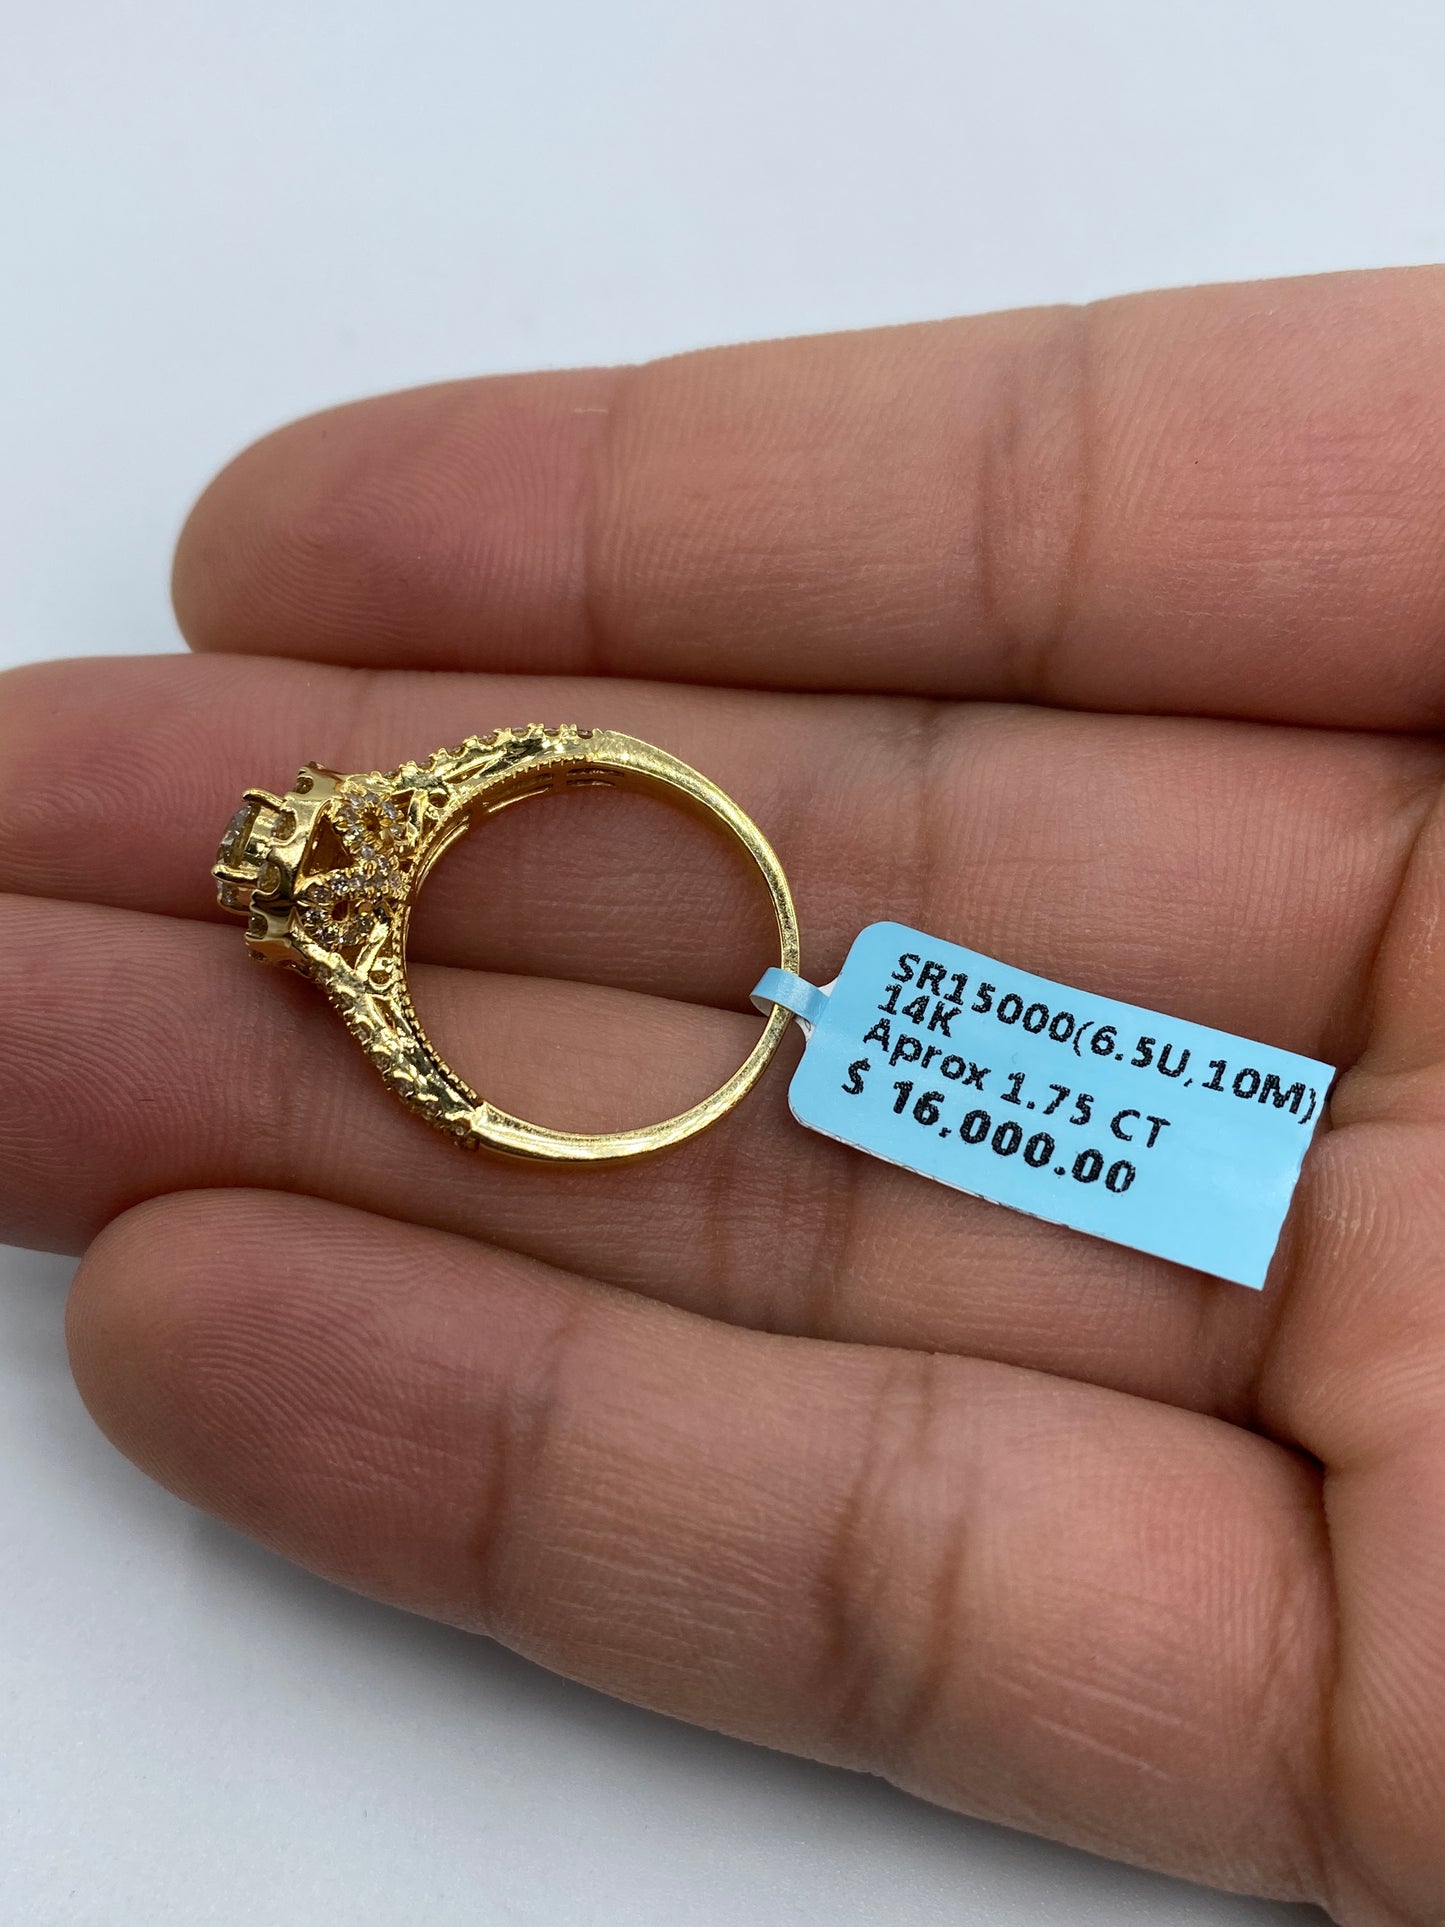 SR15000(6.5U,10M)
14K
Aprox 1.75 CT
$ 16,000.00